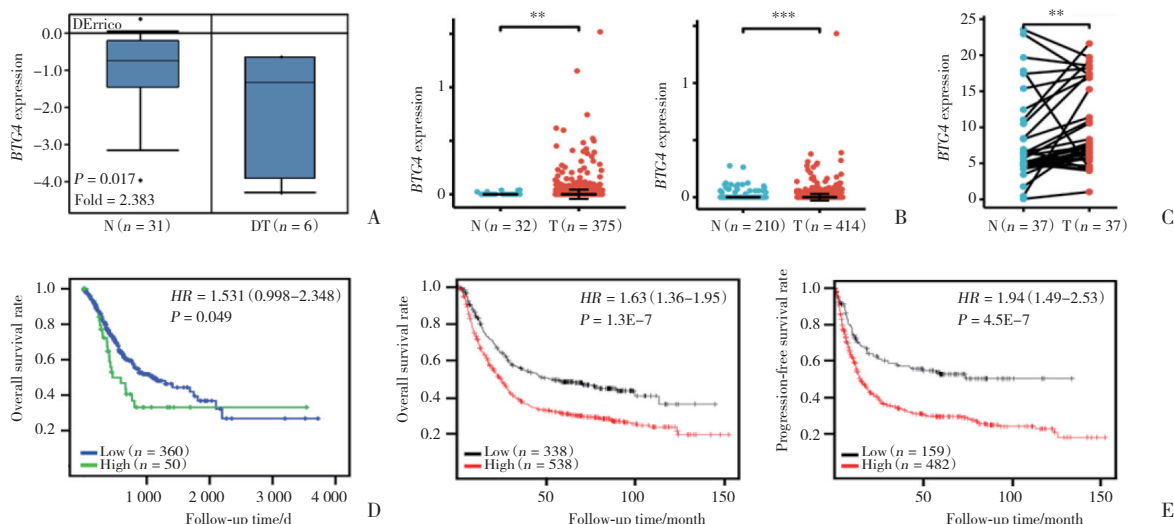 DErrico
0.0
−1.0
−2.0
−3.0
−4.0
BTG4 expression
P = 0.017
Fold = 2.383
N (n = 31)
DT (n = 6)
A
**
1
0
BTG4 expression
N (n = 32)
T (n = 375)
***
1
0
BTG4 expression
N (n = 210)
T (n = 414)
B
**
25
20
15
10
5
0
BTG4 expression
N (n = 37)
T (n = 37)
C
HR = 1.531 (0.998−2.348)
P = 0.049
1.0
0.8
0.6
0.4
0.2
Overall survival rate
Low (n = 360)
High (n = 50)
1 000
2 000
3 000
4 000
Follow-up time/d
D
HR = 1.63 (1.36−1.95)
P = 1.3E-7
1.0
0.8
0.6
0.4
0.2
Overall survival rate
Low (n = 338)
High (n = 538)
50
100
150
Follow-up time/month
HR = 1.94 (1.49−2.53)
P = 4.5E-7
1.0
0.8
0.6
0.4
0.2
Progression-free survival rate
Low (n = 159)
High (n = 482)
50
100
150
Follow-up time/month
E